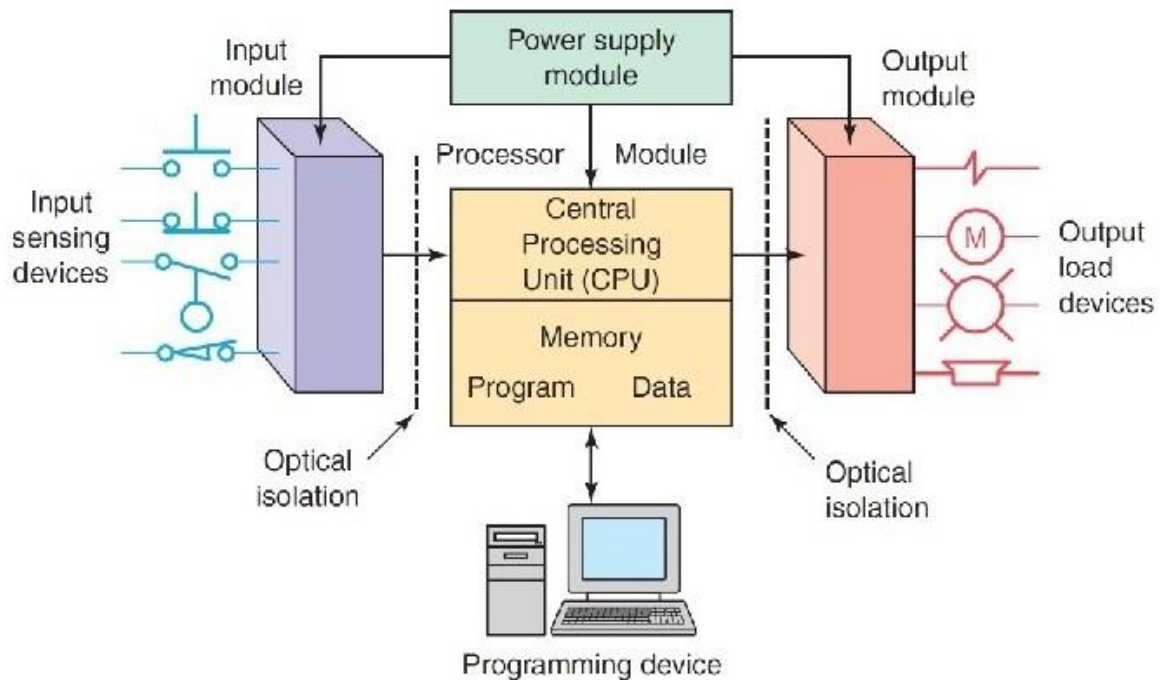 Power supply
module
Input
module
Output
module
Processor Module
Input
sensing
devices
Central
Processing
Unit (CPU)
Memory
Program Data
M
Output
load
devices
Optical
isolation
Optical
isolation
Programming device